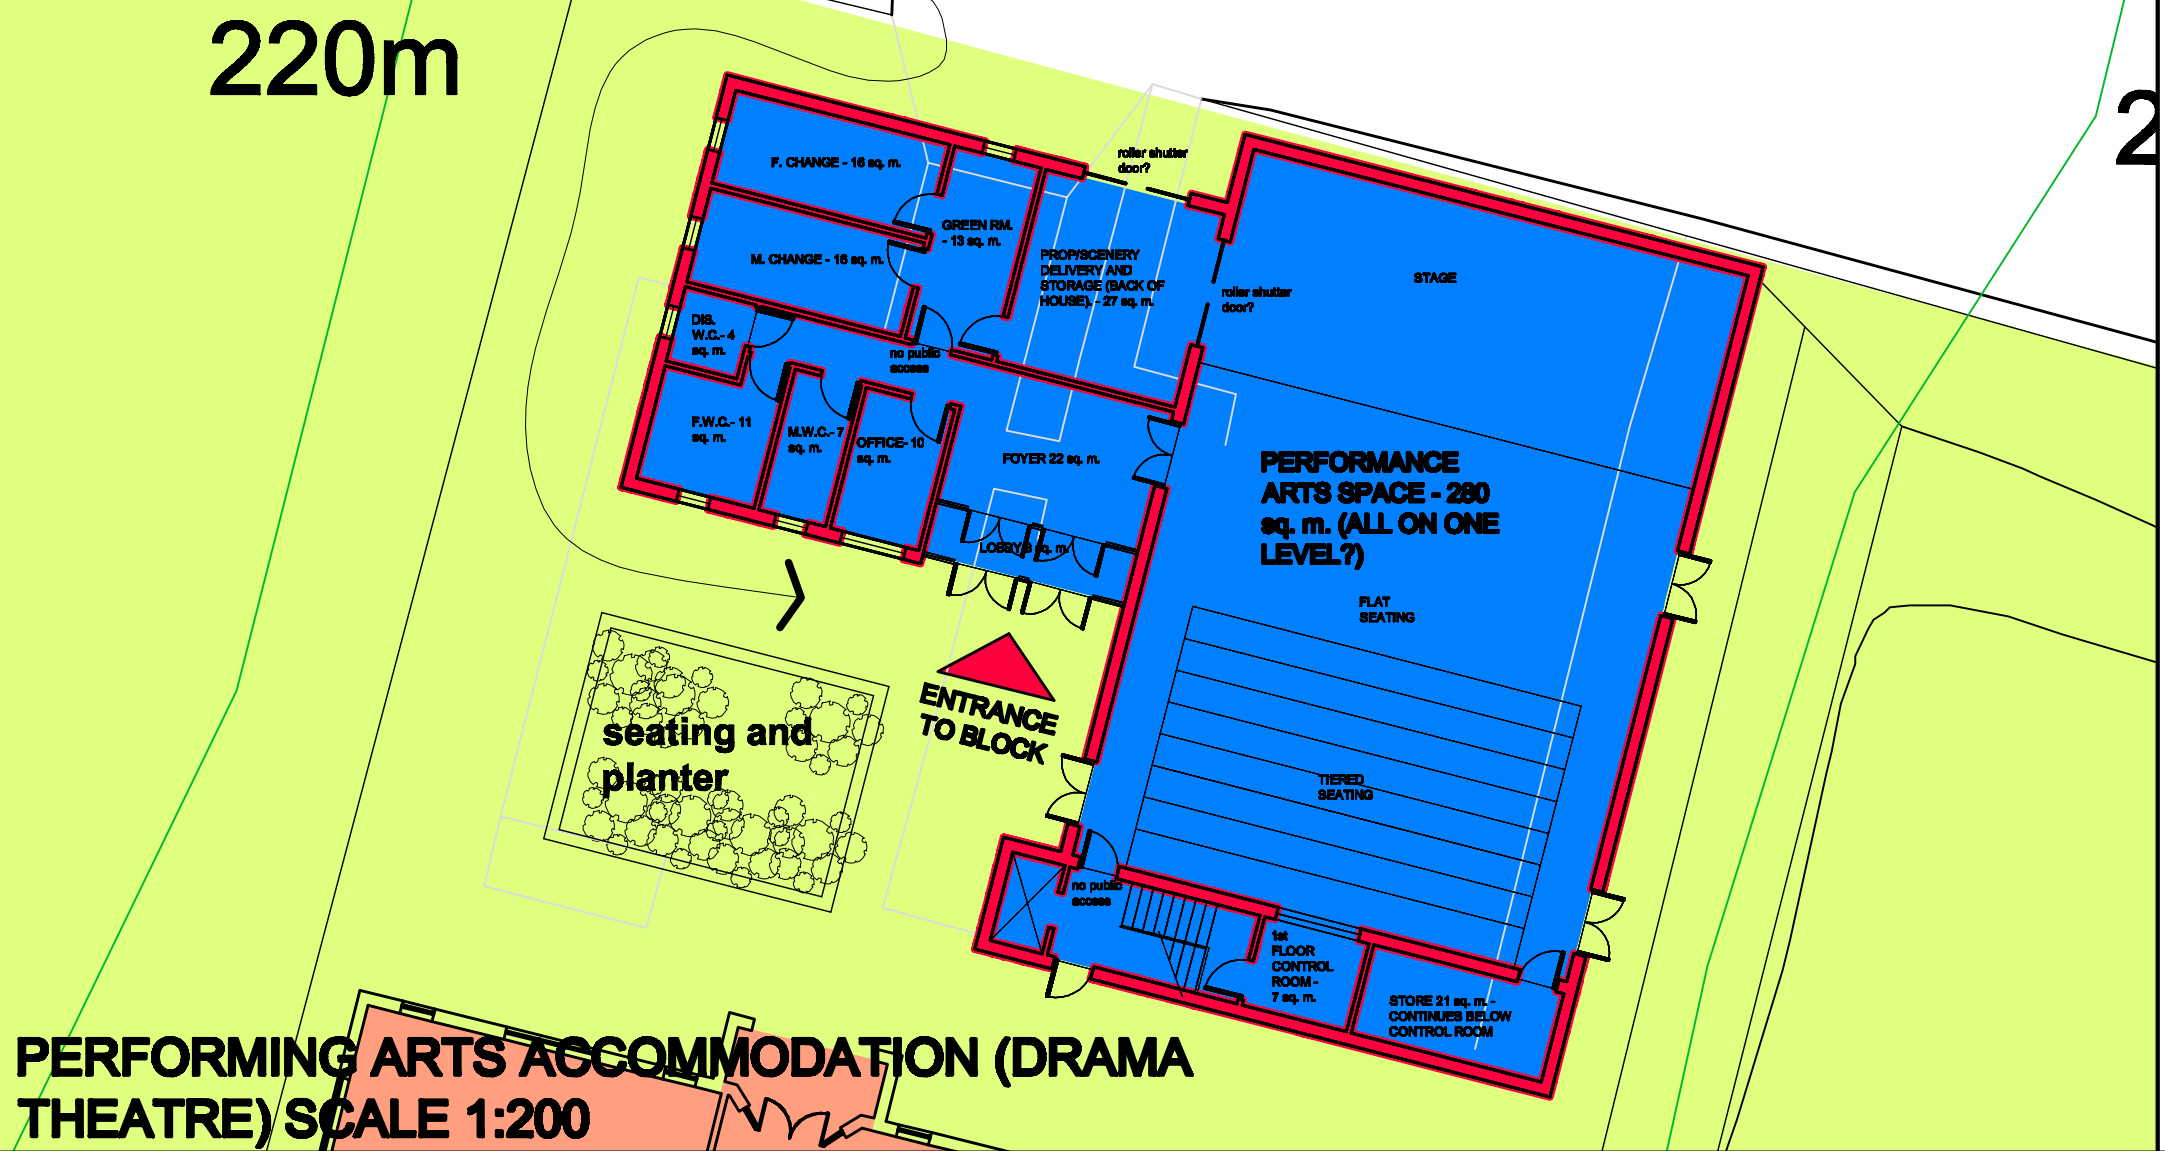 220m
2
roller shutter
door?
F. CHANGE - 16 sq. m.
GREEN RM.
- 13 sq. m.
M. CHANGE - 16 sq. m.
PROP/SCENERY
DELIVERY AND
STORAGE (BACK OF
HOUSE). - 27 sq. m.
roller shutter
door?
STAGE
DIS.
W.C.- 4
sq. m.
no public
access
F.W.C.- 11
sq. m.
M.W.C.- 7
sq. m.
OFFICE- 10
sq. m.
FOYER 22 sq. m.
PERFORMANCE
ARTS SPACE - 280
sq. m. (ALL ON ONE
LEVEL?)
LOBBY sq. m.
FLAT
SEATING
ENTRANCE
TO BLOCK
seating and
planter
TIERED
SEATING
no public
access
1st
FLOOR
CONTROL
ROOM -
7 sq. m.
STORE 21 sq. m. -
CONTINUES BELOW
CONTROL ROOM
PERFORMING ARTS ACCOMMODATION (DRAMA
THEATRE) SCALE 1:200